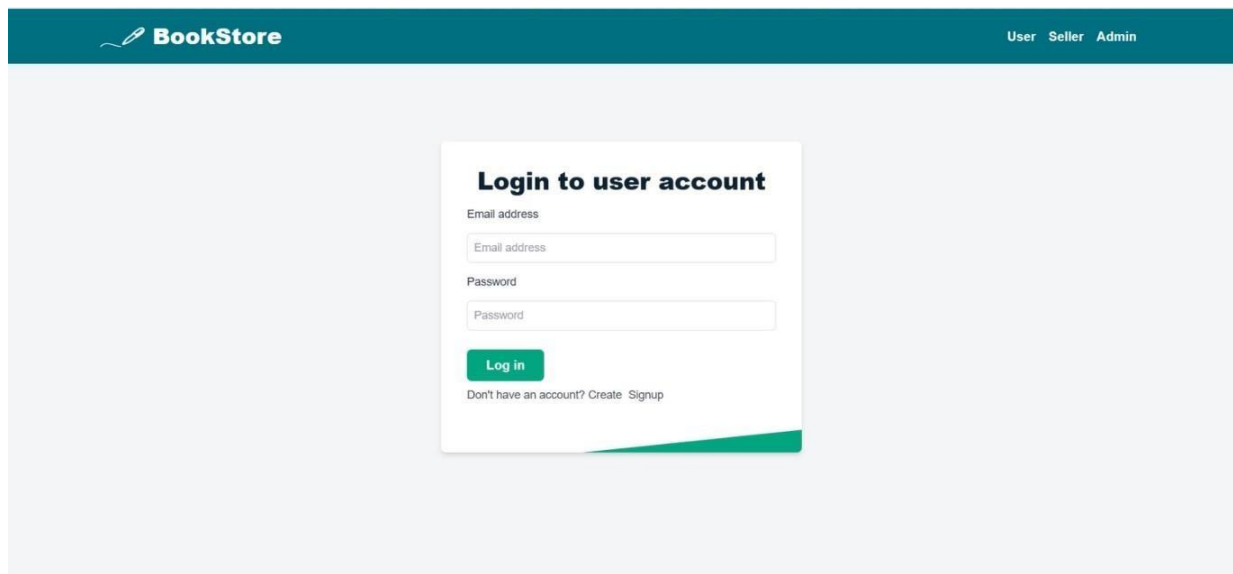 BookStore
User Seller Admin
Login to user account
Email address
Email address
Password
Password
Log in
Don't have an account? Create Signup